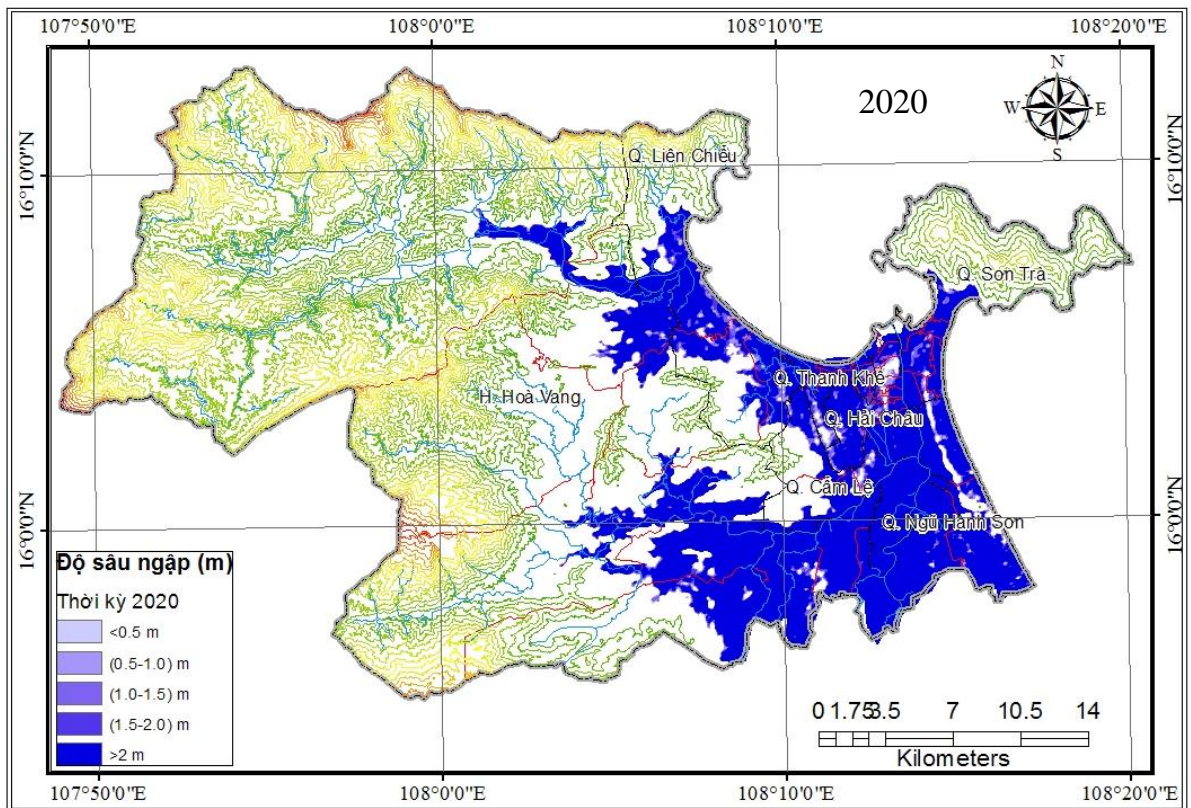 107°50'0"E
108°0'0"E
108°10'0"E
108°20'0"E
2020
N
W
E
S
16°10'0"N
16°10'0"N
Q. Liên Chiểu
Q. Sơn Trà
Q. Thanh Khê
H. Hoà Vang
Q. Hải Châu
Q. Cẩm Lệ
Q. Ngũ Hành Sơn
16°0'0"N
16°0'0"N
Độ sâu ngập (m)
Thời kỳ 2020
<0.5 m
(0.5-1.0) m
(1.0-1.5) m
(1.5-2.0) m
>2 m
0 1.75 3.5 7 10.5 14
Kilometers
107°50'0"E
108°0'0"E
108°10'0"E
108°20'0"E